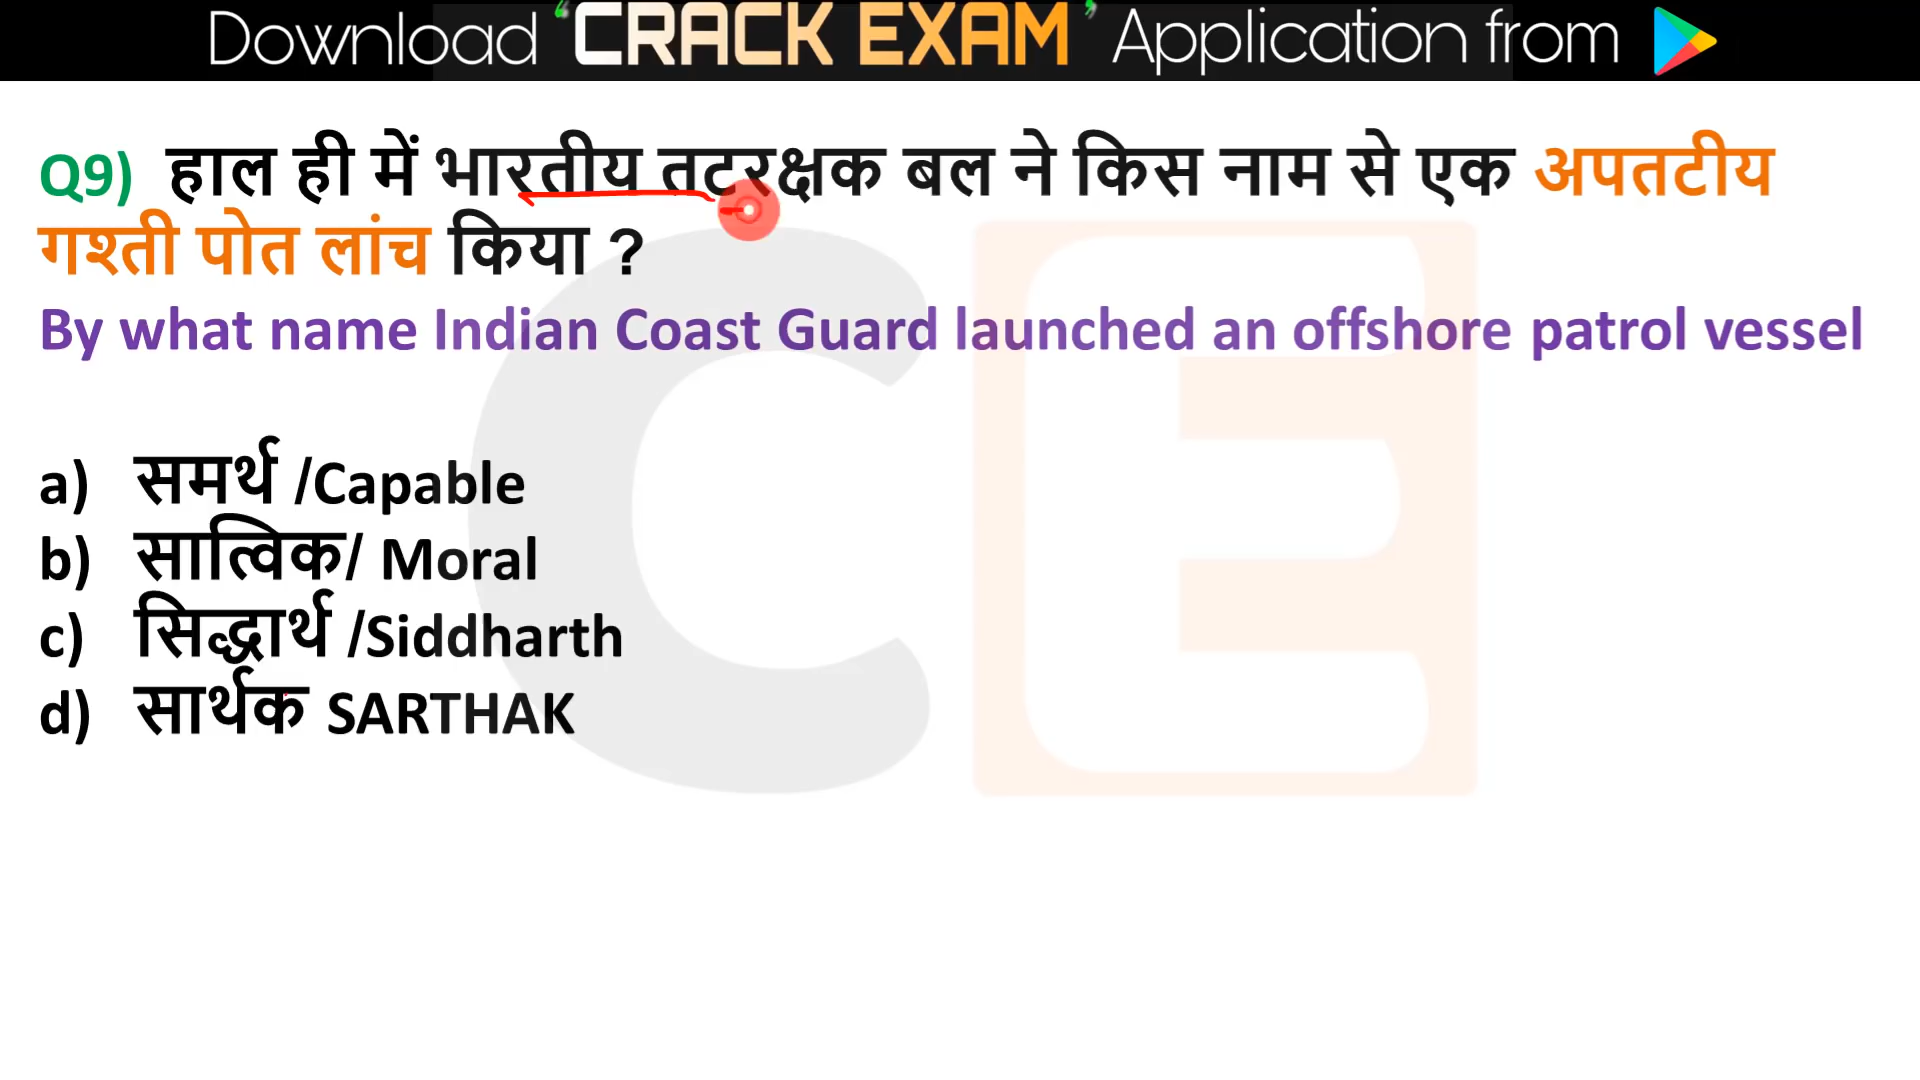 Download ‘CRACK EXAM’ Application from
Q9) हाल ही में भारतीय तटरक्षक बल ने किस नाम से एक अपतटीय
गश्ती पोत लांच किया ?
By what name Indian Coast Guard launched an offshore patrol vessel
a) समर्थ /Capable
b) सात्विक/ Moral
c) सिद्धार्थ /Siddharth
d) सार्थक SARTHAK
CE